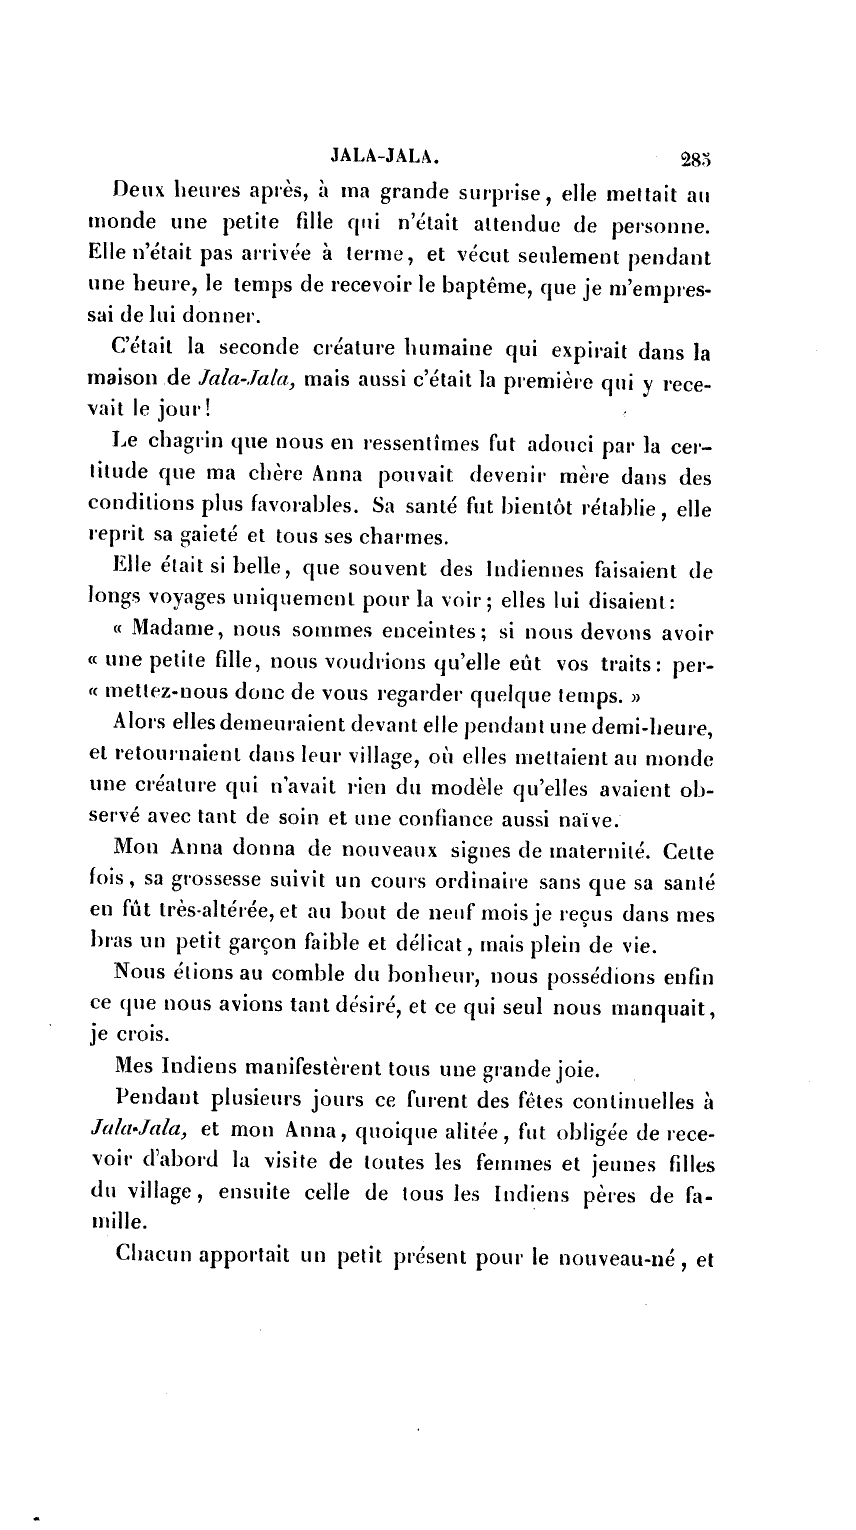 JALA-JALA. 285
Deux heures après, à ma grande surprise, elle mettait au
monde une petite fille qui n'était attendue de personne.
Elle n'était pas arrivée à terme, et vécut seulement pendant
une heure, le temps de recevoir le baptême, que je m'empres-
sai de lui donner.
C'était la seconde créature humaine qui expirait dans la
maison de Jala-Jala, mais aussi c'était la première qui y rece-
vait le jour!
Le chagrin que nous en ressentîmes fut adouci par la cer-
titude que ma chère Anna pouvait devenir mère dans des
conditions plus favorables. Sa santé fut bientôt rétablie, elle
reprit sa gaieté et tous ses charmes.
Elle était si belle, que souvent des Indiennes faisaient de
longs voyages uniquement pour la voir; elles lui disaient:
« Madame, nous sommes enceintes; si nous devons avoir
« une petite fille, nous voudrions qu'elle eût vos traits: per-
« mettez-nous donc de vous regarder quelque temps. »
Alors elles demeuraient devant elle pendant une demi-heure,
et retournaient dans leur village, où elles mettaient au monde
une créature qui n'avait rien du modèle qu'elles avaient ob-
servé avec tant de soin et une confiance aussi naïve.
Mon Anna donna de nouveaux signes de maternité. Cette
fois, sa grossesse suivit un cours ordinaire sans que sa santé
en fût très-altérée, et au bout de neuf mois je reçus dans mes
bras un petit garçon faible et délicat, mais plein de vie.
Nous étions au comble du bonheur, nous possédions enfin
ce que nous avions tant désiré, et ce qui seul nous manquait,
je crois.
Mes Indiens manifestèrent tous une grande joie.
Pendant plusieurs jours ce furent des fêtes continuelles à
Jala-Jala, et mon Anna, quoique alitée, fut obligée de rece-
voir d'abord la visite de toutes les femmes et jeunes filles
du village, ensuite celle de tous les Indiens pères de fa-
mille.
Chacun apportait un petit présent pour le nouveau-né, et